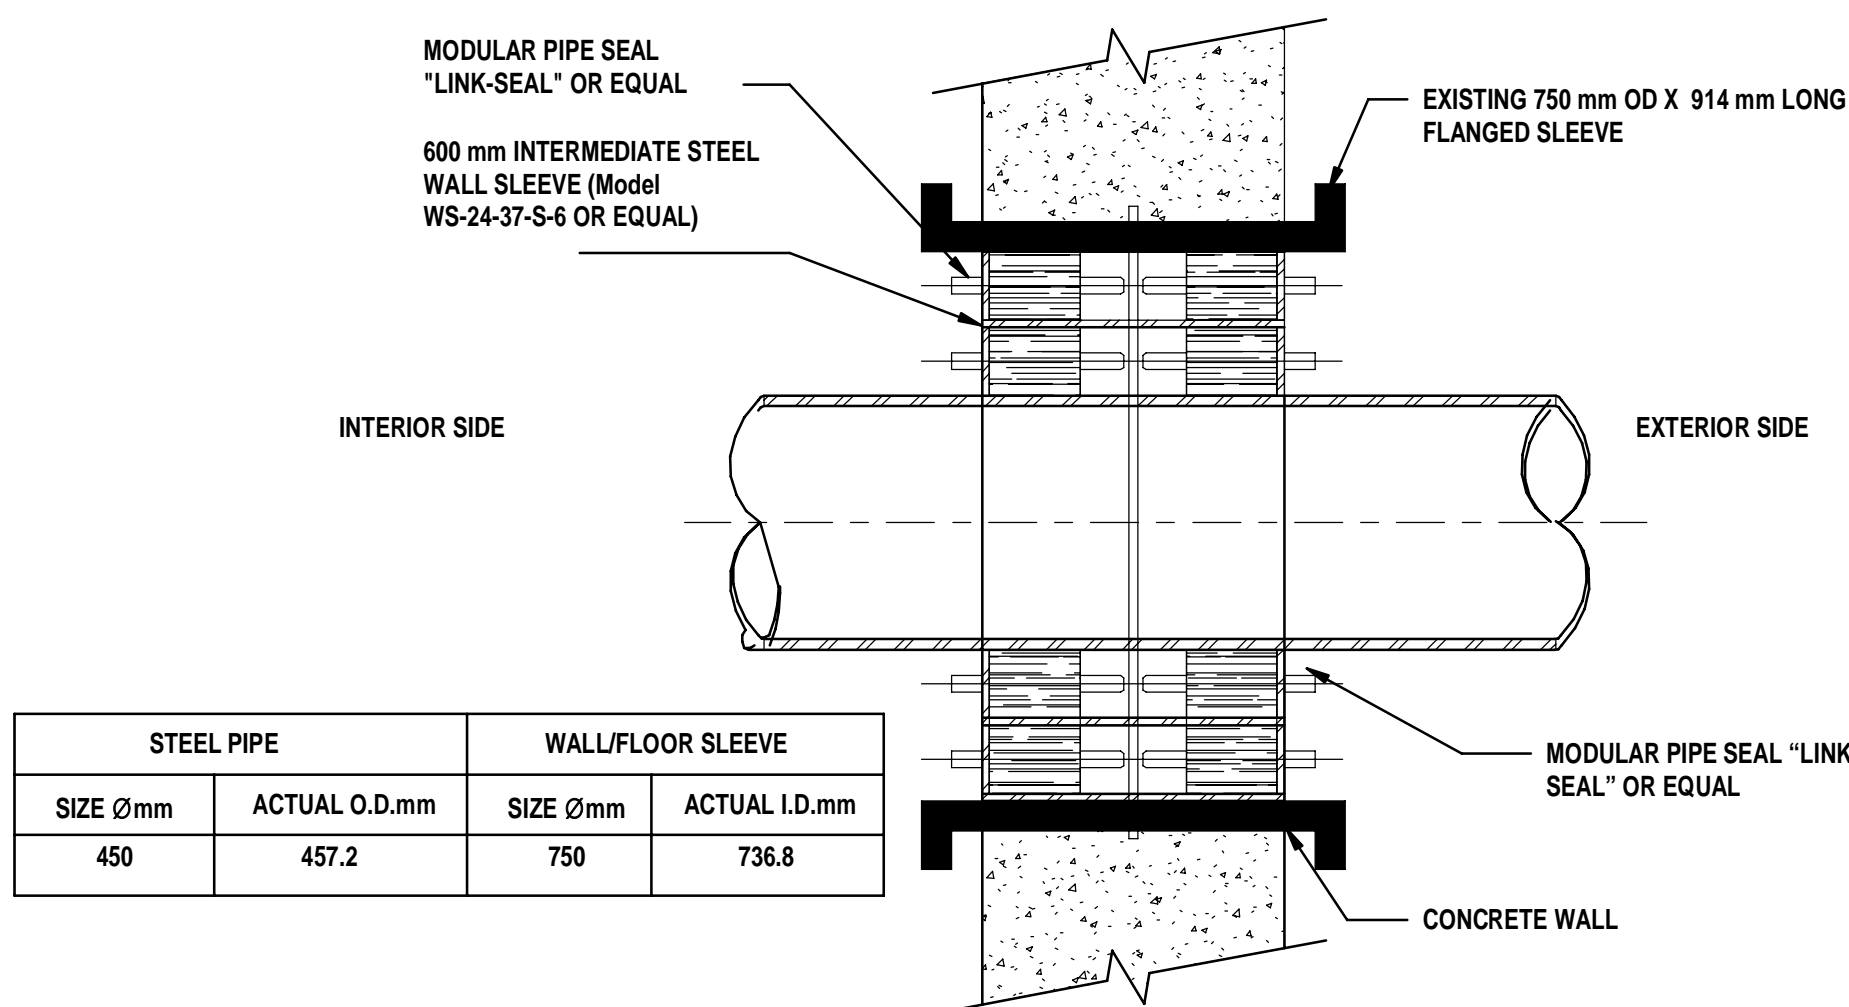 MODULAR PIPE SEAL
"LINK-SEAL" OR EQUAL
600 mm INTERMEDIATE STEEL
WALL SLEEVE (Model
WS-24-37-S-6 OR EQUAL)
EXISTING 750 mm OD X 914 mm LONG
FLANGED SLEEVE
INTERIOR SIDE
EXTERIOR SIDE
MODULAR PIPE SEAL “LINK
SEAL” OR EQUAL
CONCRETE WALL
STEEL PIPE WALL/FLOOR SLEEVE
SIZE Ømm ACTUAL O.D.mm SIZE Ømm ACTUAL I.D.mm
450 457.2 750 736.8